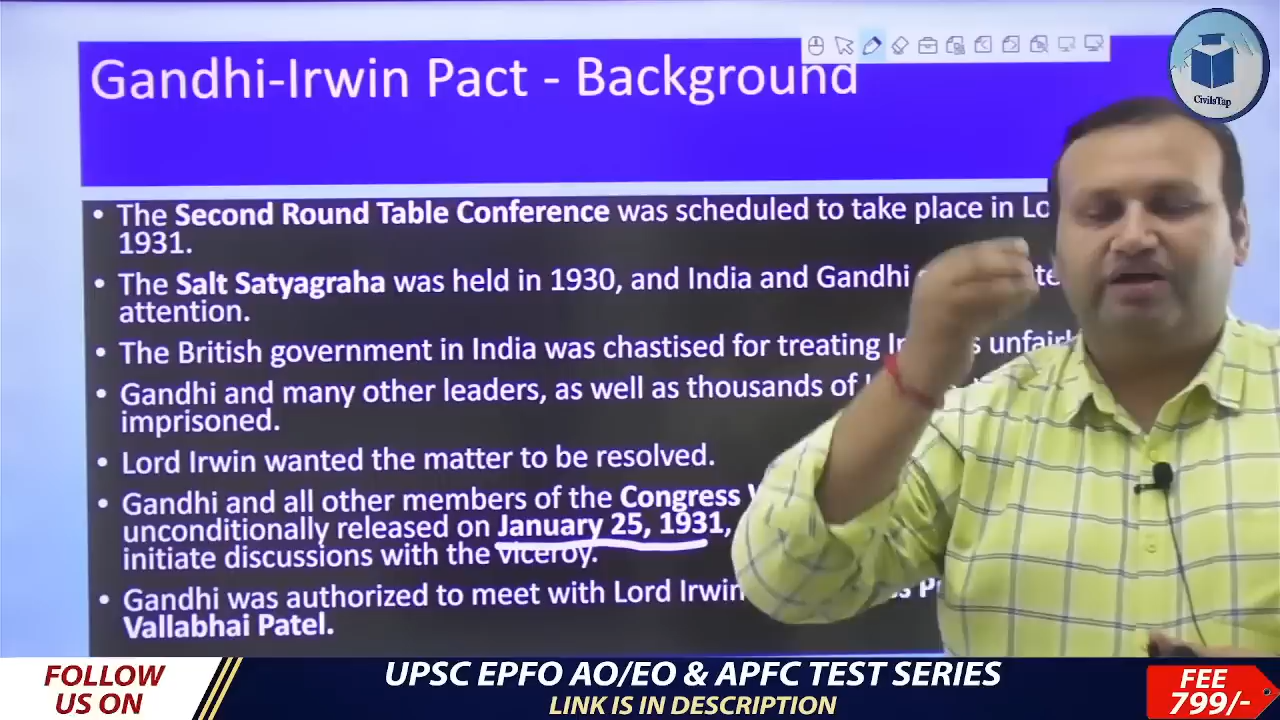 Gandhi-Irwin Pact - Background
CivilsTap
• The Second Round Table Conference was scheduled to take place in
1931.
• The Salt Satyagraha was held in 1930, and India and Gandhi
attention.
• The British government in India was chastised for treating
• Gandhi and many other leaders, as well as thousands of
imprisoned.
• Lord Irwin wanted the matter to be resolved.
• Gandhi and all other members of the Congress
unconditionally released on January 25, 1931,
initiate discussions with the viceroy.
• Gandhi was authorized to meet with Lord Irwin
Vallabhai Patel.
FOLLOW
US ON
UPSC EPFO AO/EO & APFC TEST SERIES
LINK IS IN DESCRIPTION
FEE
799/-